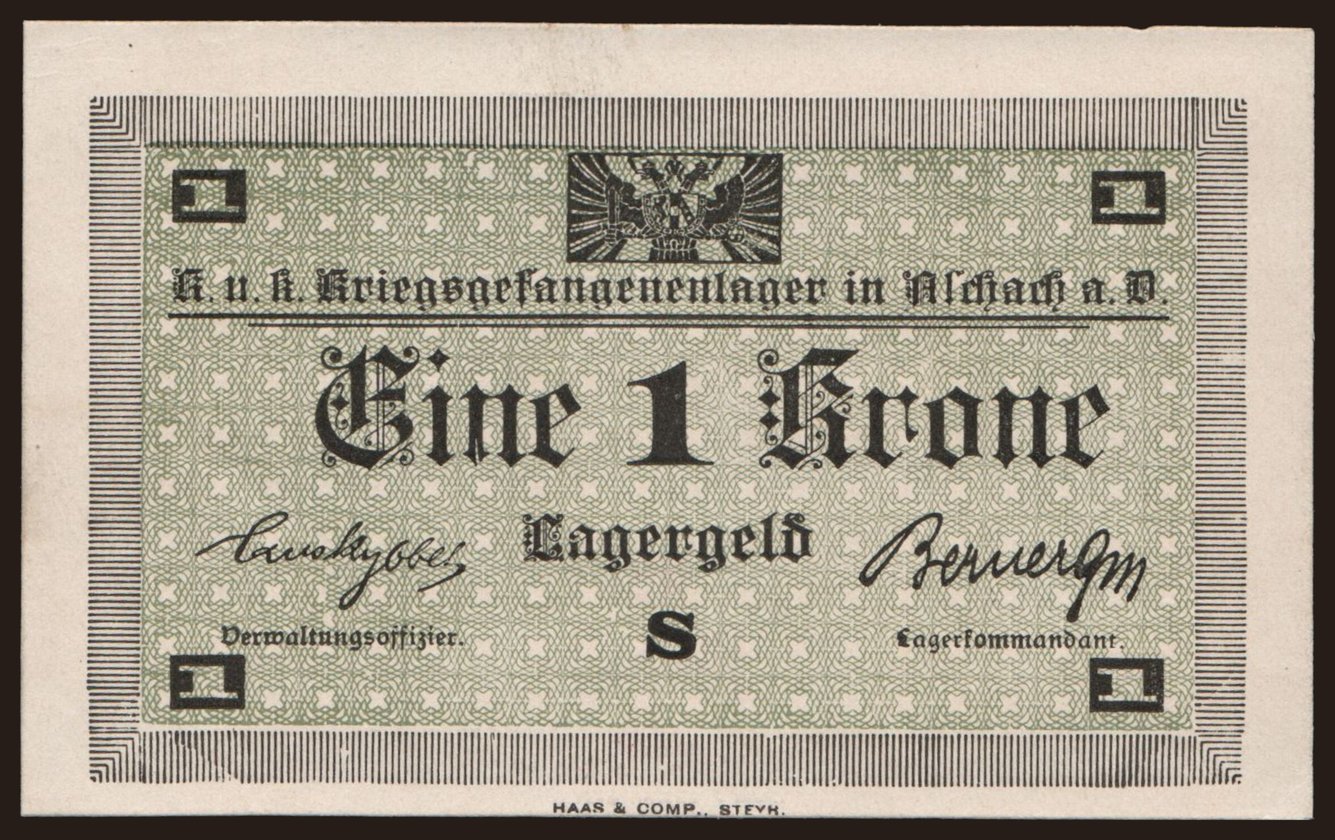 1 1
K. u. k. Kriegsgefangenenlager in Aschach a. D.
Eine 1 Krone
Lagergeld
S
Verwaltungsoffizier. Lagerkommandant.
1 1
HAAS & COMP., STEYR.